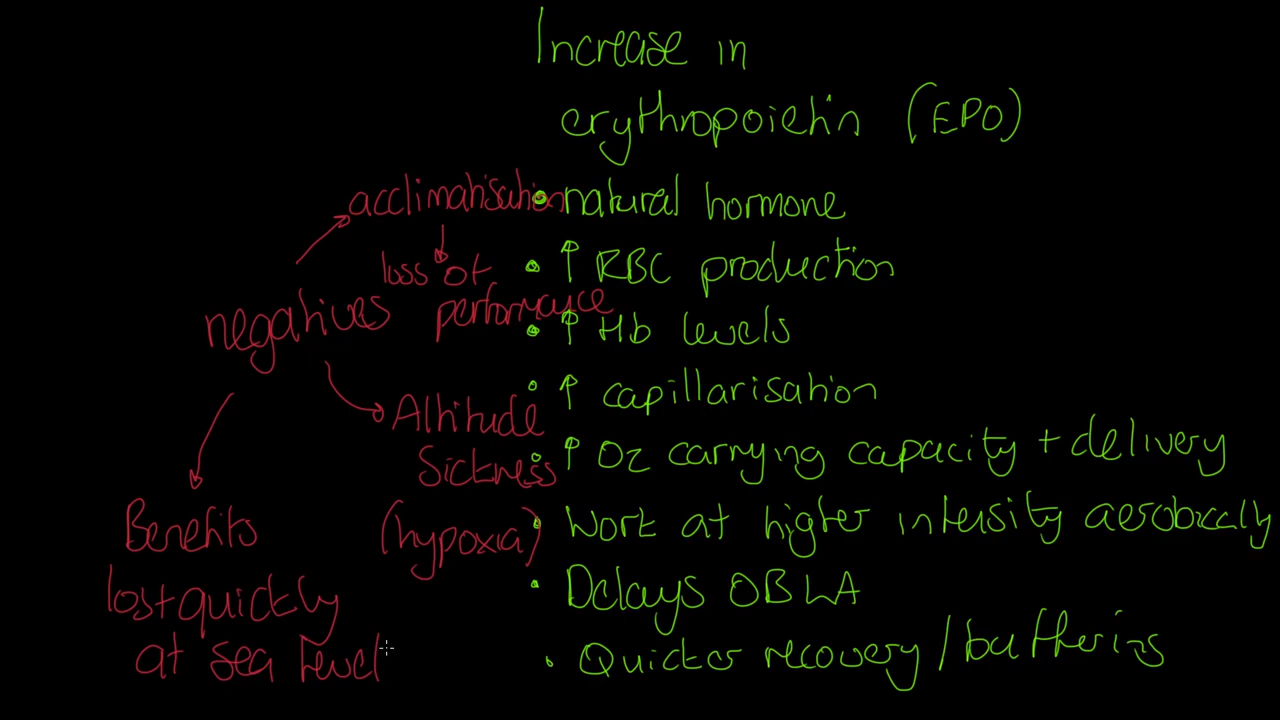 Increase in
erythropoietin (EPO)
• natural hormone
• ↑ RBC production
• ↑ Hb levels
• ↑ capillarisation
• ↑ O2 carrying capacity + delivery
• Work at higher intensity aerobically
• Delays OBLA
• Quicker recovery / buffering
acclimatisation
loss of
performance
negatives
Altitude
Sickness
(hypoxia)
Benefits
lost quickly
at sea level